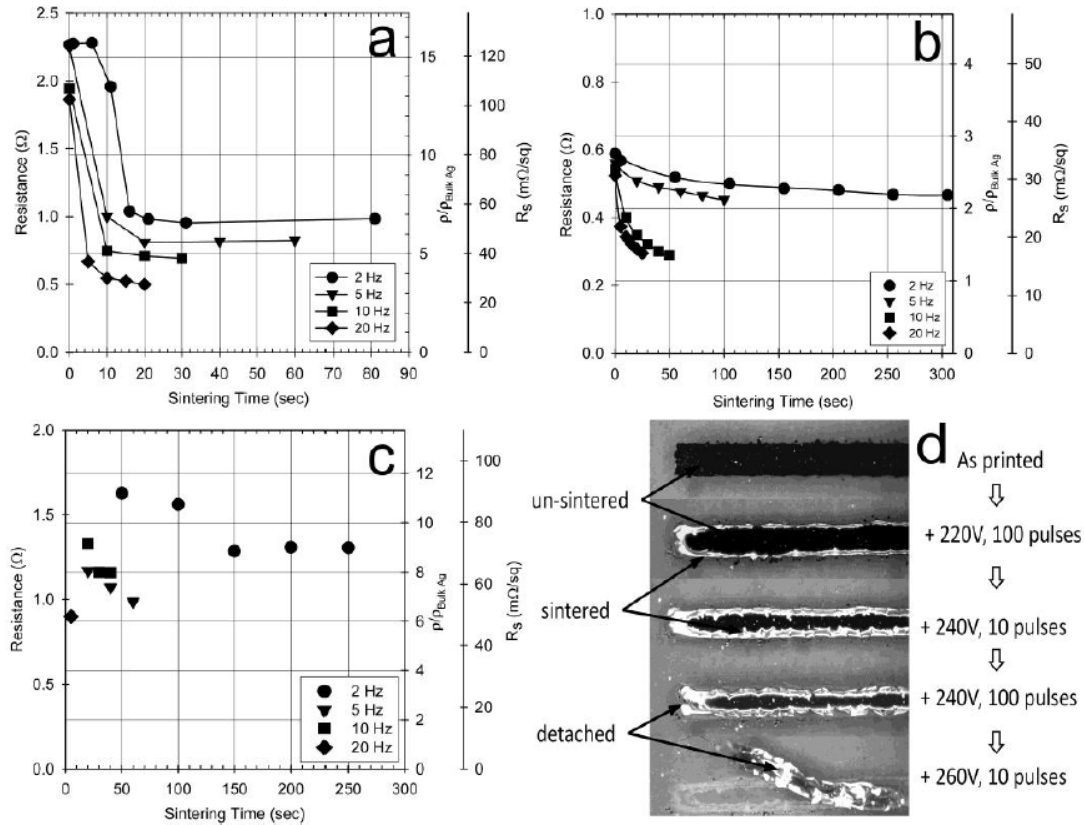 a
2.5
2.0
1.5
1.0
0.5
0.0
Resistance (Ω)
0 10 20 30 40 50 60 70 80 90
Sintering Time (sec)
2 Hz
5 Hz
10 Hz
20 Hz
15
10
5
0
ρ/ρBulk Ag
120
100
80
60
40
20
0
RS (mΩ/sq)
b
1.0
0.8
0.6
0.4
0.2
0.0
Resistance (Ω)
0 50 100 150 200 250 300
Sintering Time (sec)
2 Hz
5 Hz
10 Hz
20 Hz
4
3
2
1
0
ρ/ρBulk Ag
50
40
30
20
10
0
RS (mΩ/sq)
c
2.0
1.5
1.0
0.5
0.0
Resistance (Ω)
0 50 100 150 200 250 300
Sintering Time (sec)
2 Hz
5 Hz
10 Hz
20 Hz
12
10
8
6
4
2
0
ρ/ρBulk Ag
100
80
60
40
20
0
RS (mΩ/sq)
d
un-sintered
sintered
detached
As printed
+ 220V, 100 pulses
+ 240V, 10 pulses
+ 240V, 100 pulses
+ 260V, 10 pulses